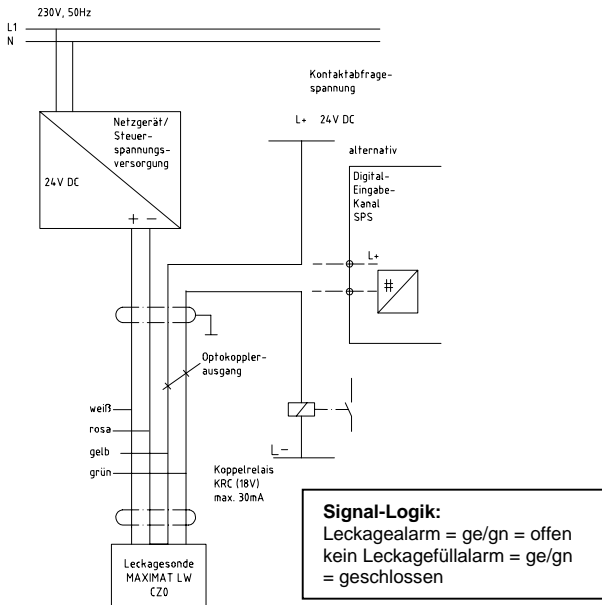 230V, 50Hz
L1
N
Kontaktabfrage-
spannung
L+ 24V DC
alternativ
Netzgerät/
Steuer-
spannungs-
versorgung
24V DC
+ −
Digital-
Eingabe-
Kanal
SPS
L+
#
Optokoppler-
ausgang
weiß
rosa
gelb
grün
L-
Koppelrelais
KRC (18V)
max. 30mA
Leckagesonde
MAXIMAT LW
CZ0
Signal-Logik:
Leckagealarm = ge/gn = offen
kein Leckagefüllalarm = ge/gn
= geschlossen